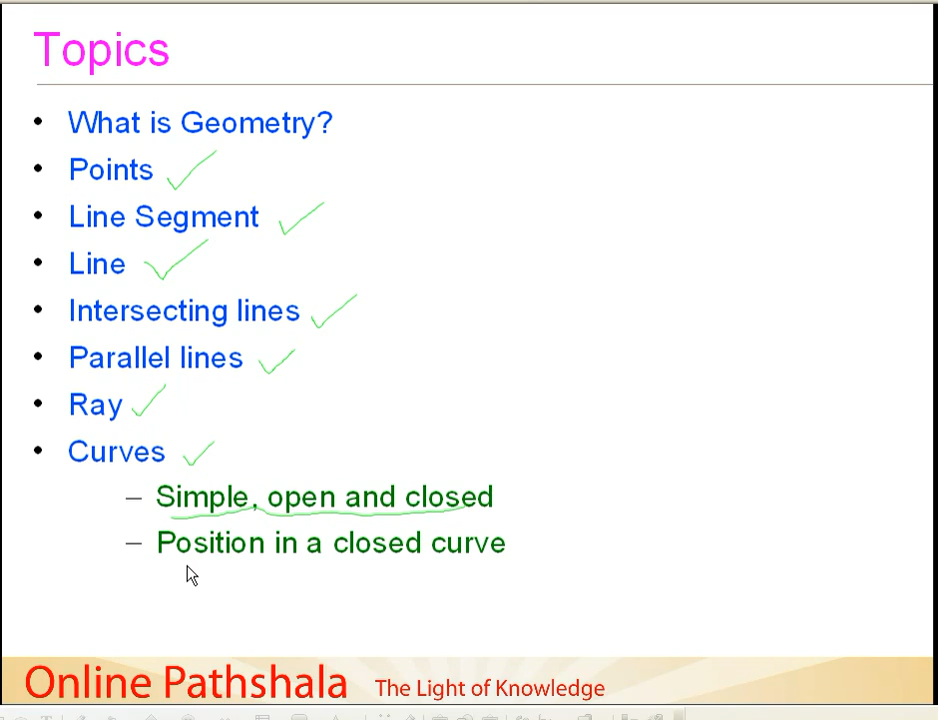 Topics
• What is Geometry?
• Points
• Line Segment
• Line
• Intersecting lines
• Parallel lines
• Ray
• Curves
– Simple, open and closed
– Position in a closed curve
Online Pathshala The Light of Knowledge